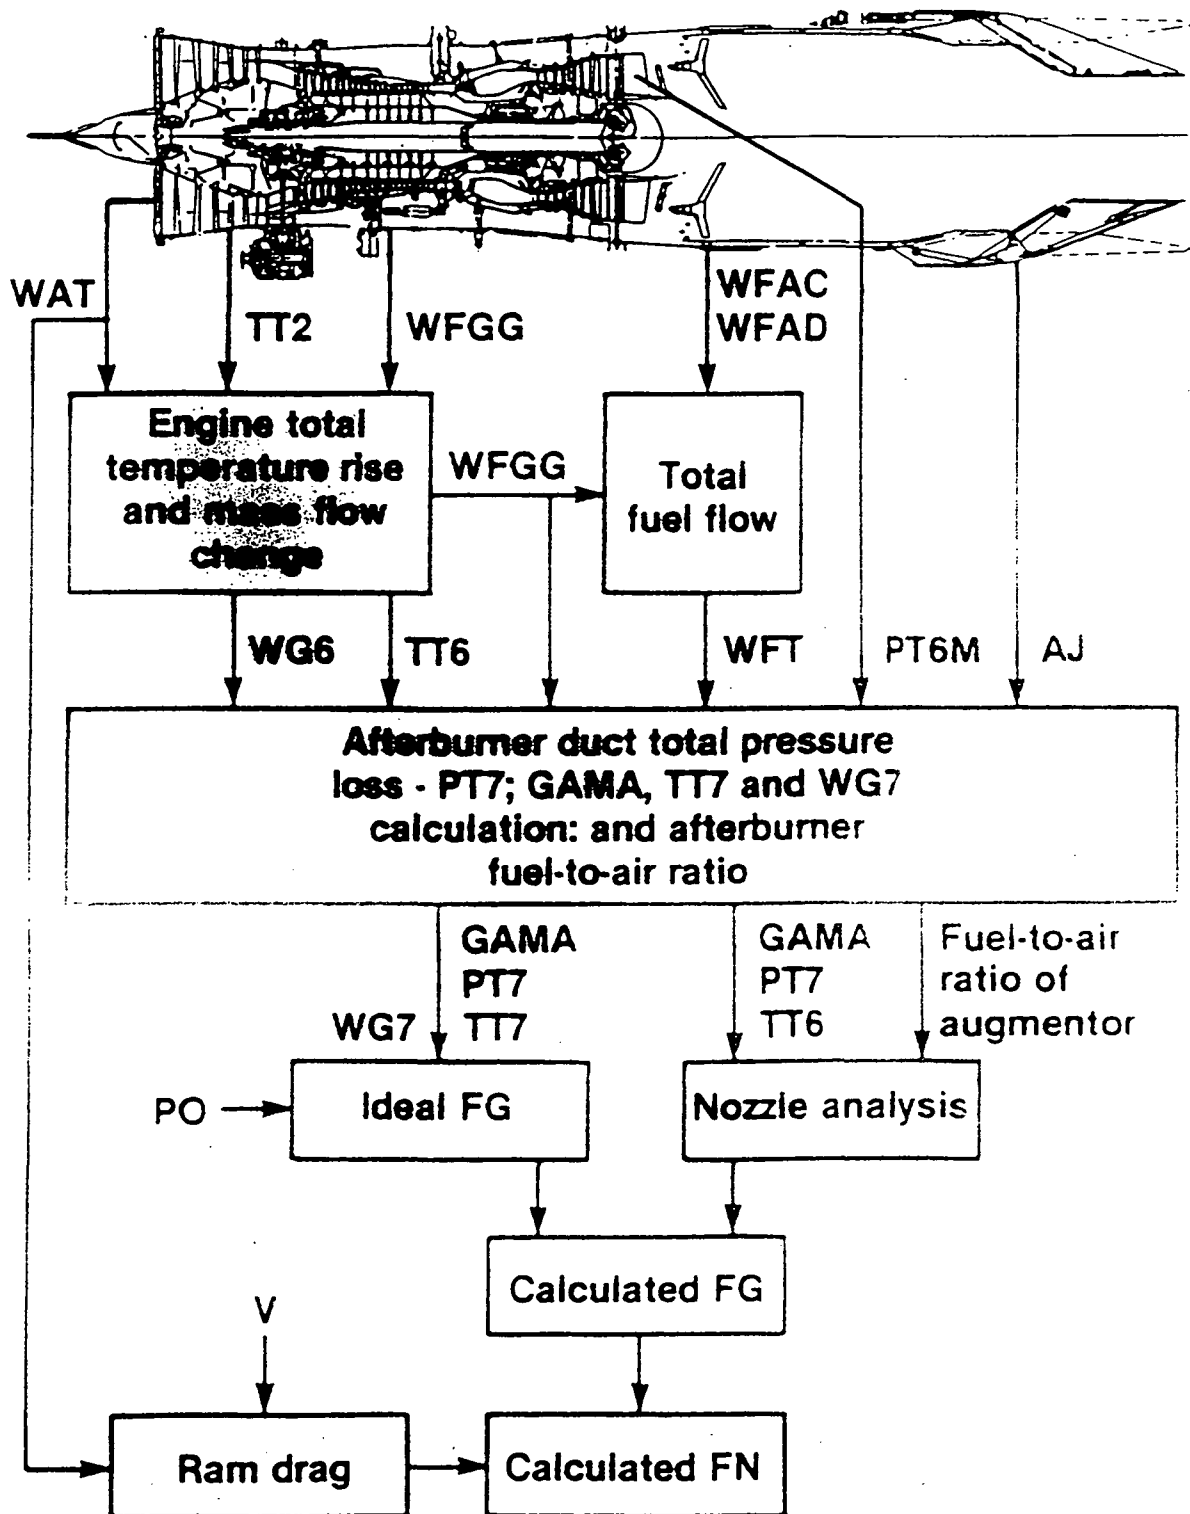 WAT
TT2
WFGG
WFAC
WFAD
Engine total
temperature rise
and mass flow
change
WFGG
Total
fuel flow
WG6
TT6
WFT
PT6M
AJ
Afterburner duct total pressure
loss - PT7; GAMA, TT7 and WG7
calculation: and afterburner
fuel-to-air ratio
GAMA
PT7
WG7 TT7
GAMA
PT7
TT6
Fuel-to-air
ratio of
augmentor
PO
Ideal FG
Nozzle analysis
Calculated FG
V
Ram drag
Calculated FN